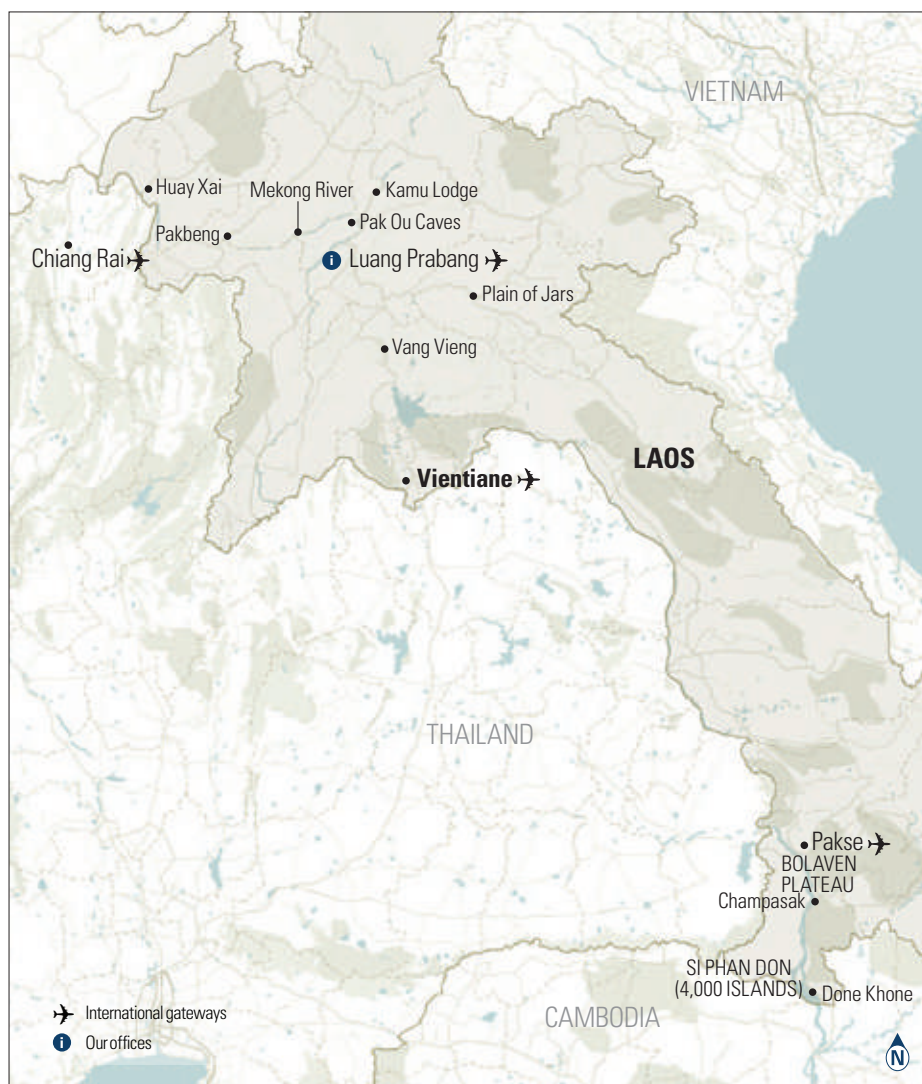 VIETNAM
Huay Xai
Mekong River
Kamu Lodge
Pakbeng
Pak Ou Caves
Chiang Rai
i Luang Prabang
Plain of Jars
Vang Vieng
LAOS
Vientiane
THAILAND
Pakse
BOLAVEN
PLATEAU
Champasak
SI PHAN DON
(4,000 ISLANDS)
Done Khone
CAMBODIA
International gateways
i Our offices
N